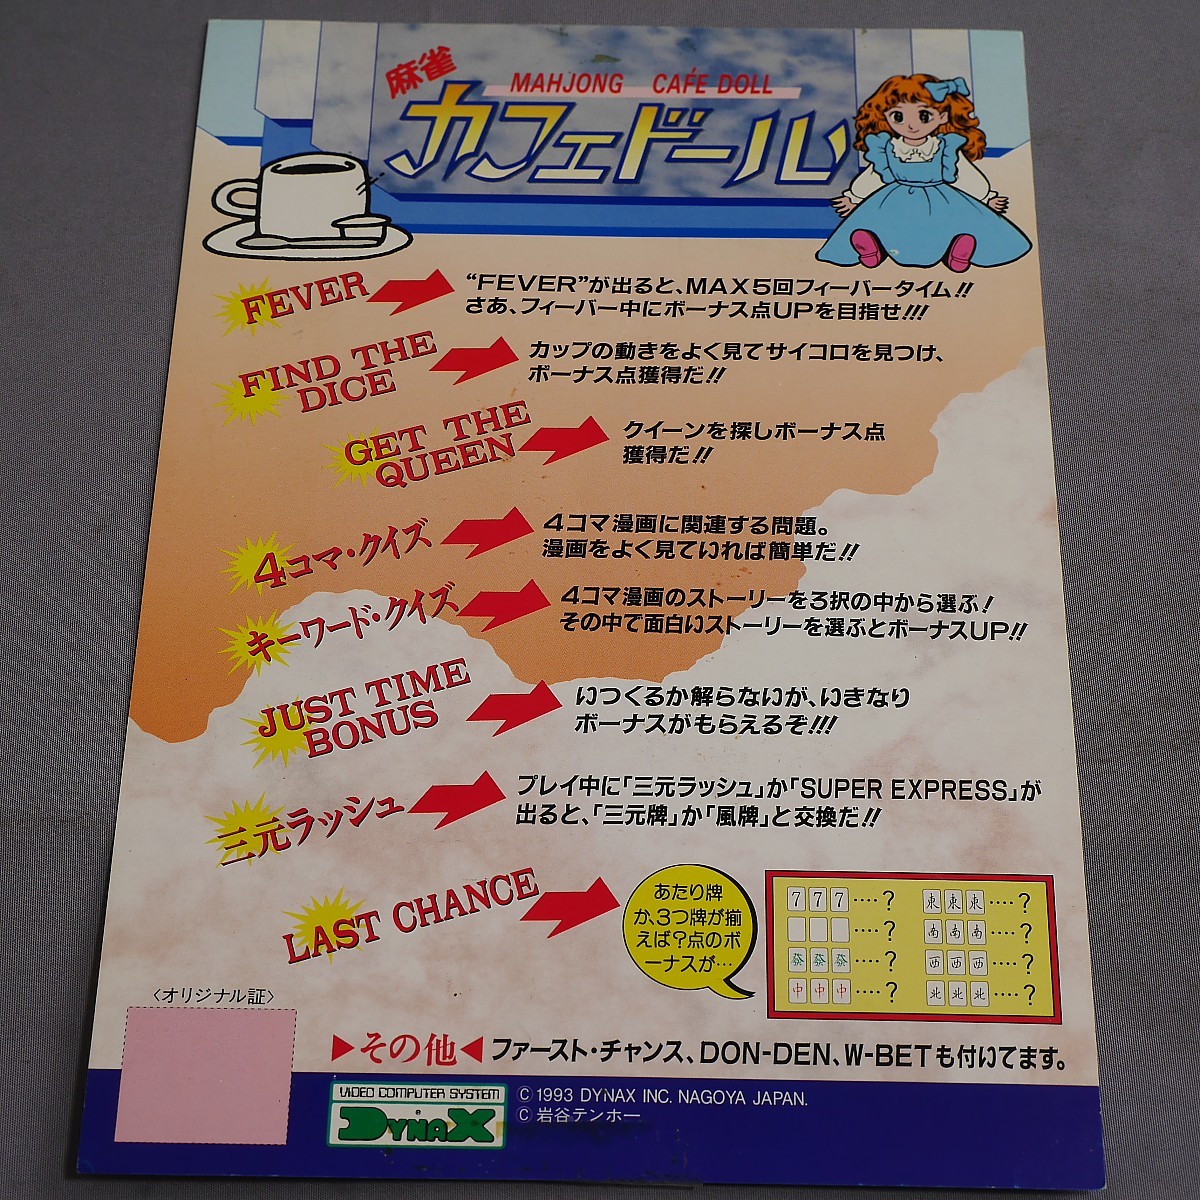 麻雀
MAHJONG CAFÉ DOLL
カフェドール
FEVER
“FEVER”が出ると、MAX5回フィーバータイム!!
さあ、フィーバー中にボーナス点UPを目指せ!!!
FIND THE
DICE
カップの動きをよく見てサイコロを見つけ、
ボーナス点獲得だ!!
GET THE
QUEEN
クイーンを探しボーナス点
獲得だ!!
4コマ・クイズ
4コマ漫画に関連する問題。
漫画をよく見ていれば簡単だ!!
キーワード・クイズ
4コマ漫画のストーリーを3択の中から選ぶ!
その中で面白いストーリーを選ぶとボーナスUP!!
JUST TIME
BONUS
いつくるか解らないが、いきなり
ボーナスがもらえるぞ!!!
三元ラッシュ
プレイ中に「三元ラッシュ」か「SUPER EXPRESS」が
出ると、「三元牌」か「風牌」と交換だ!!
LAST CHANCE
あたり牌
か、3つ牌が揃
えば?点のボ
ーナスが…
7 7 7 ‥‥?
‥‥?
發 發 發 ‥‥?
中 中 中 ‥‥?
東 東 東 ‥‥?
南 南 南 ‥‥?
西 西 西 ‥‥?
北 北 北 ‥‥?
〈オリジナル証〉
▶その他◀ ファースト・チャンス、DON-DEN、W-BETも付いてます。
VIDEO COMPUTER SYSTEM
DYNAX
© 1993 DYNAX INC. NAGOYA JAPAN.
© 岩谷テンホー